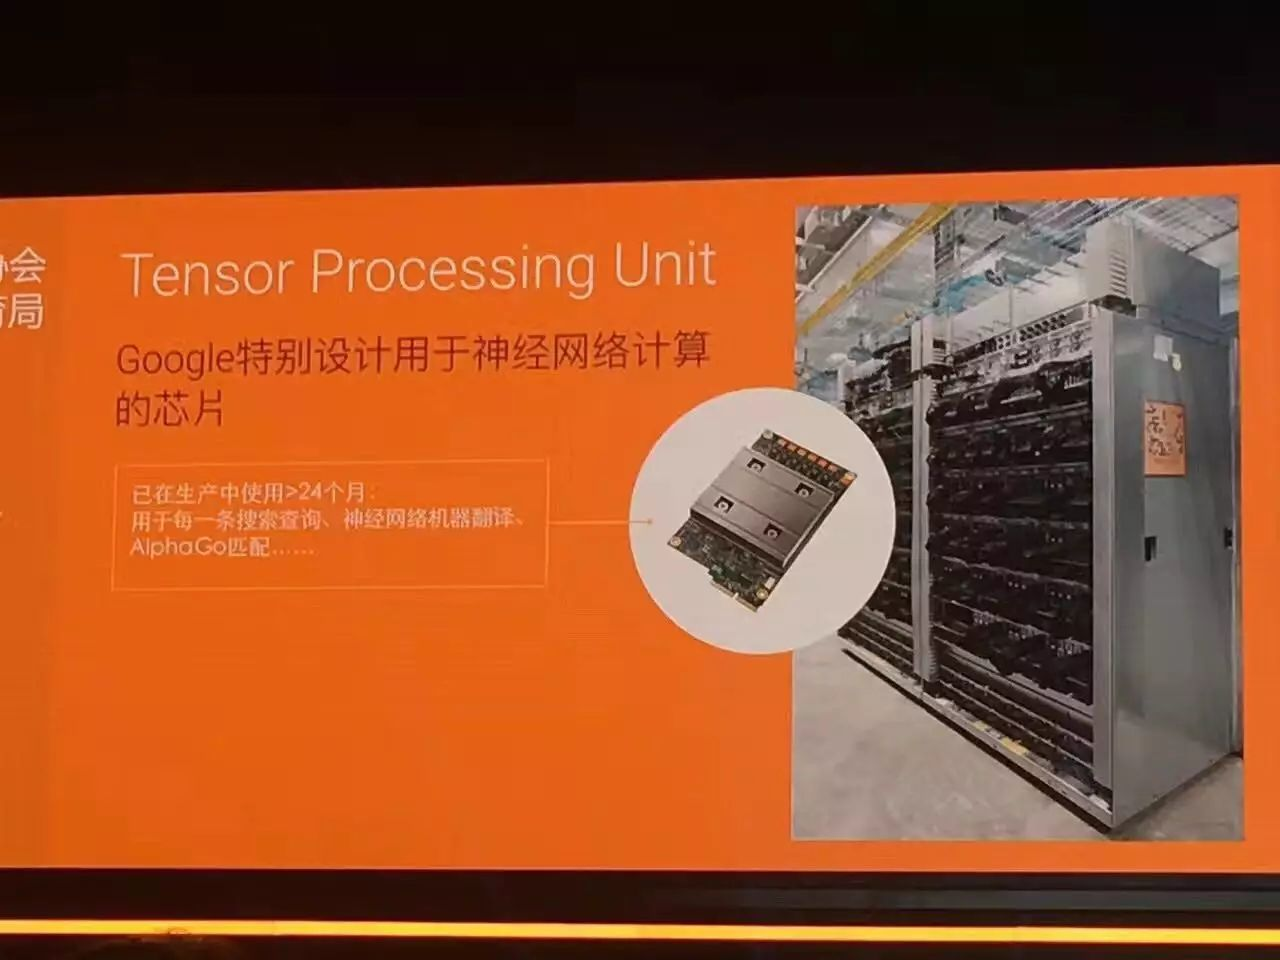 会
局
Tensor Processing Unit
Google特别设计用于神经网络计算
的芯片
已在生产中使用>24个月：
用于每一条搜索查询、神经网络机器翻译、
AlphaGo匹配……